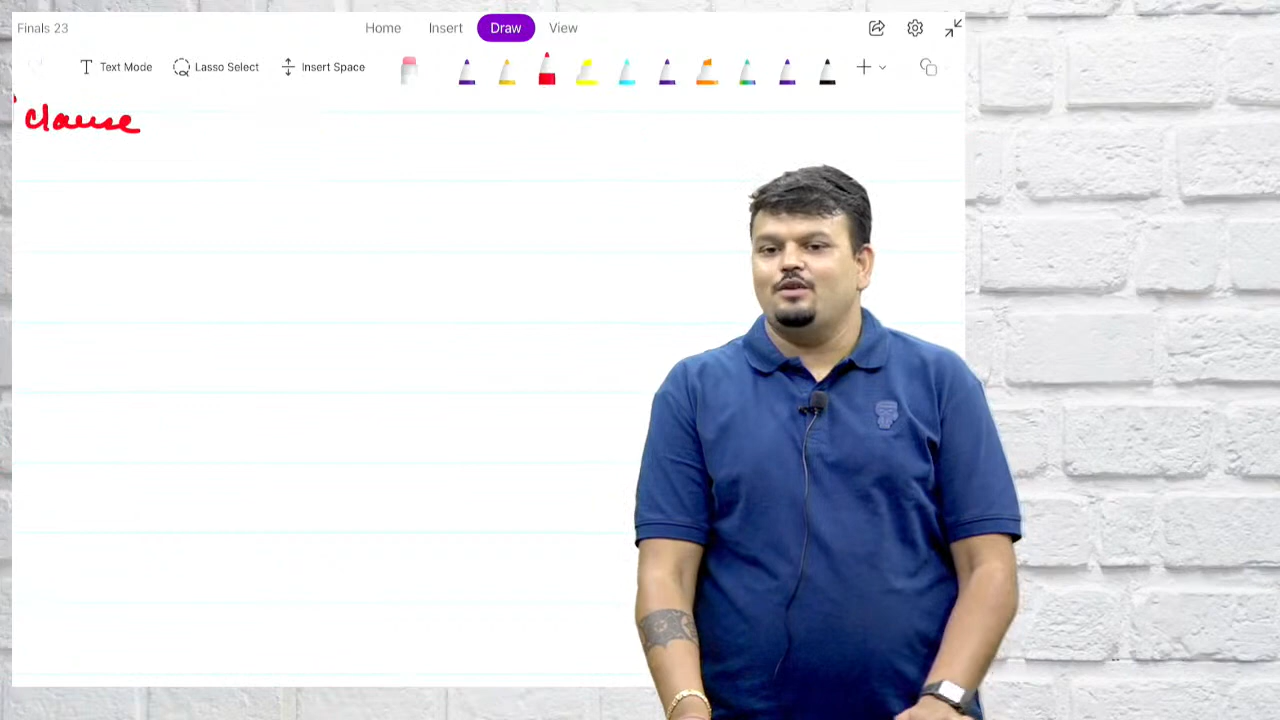 Finals 23
Home Insert Draw View
Text Mode Lasso Select Insert Space
clause